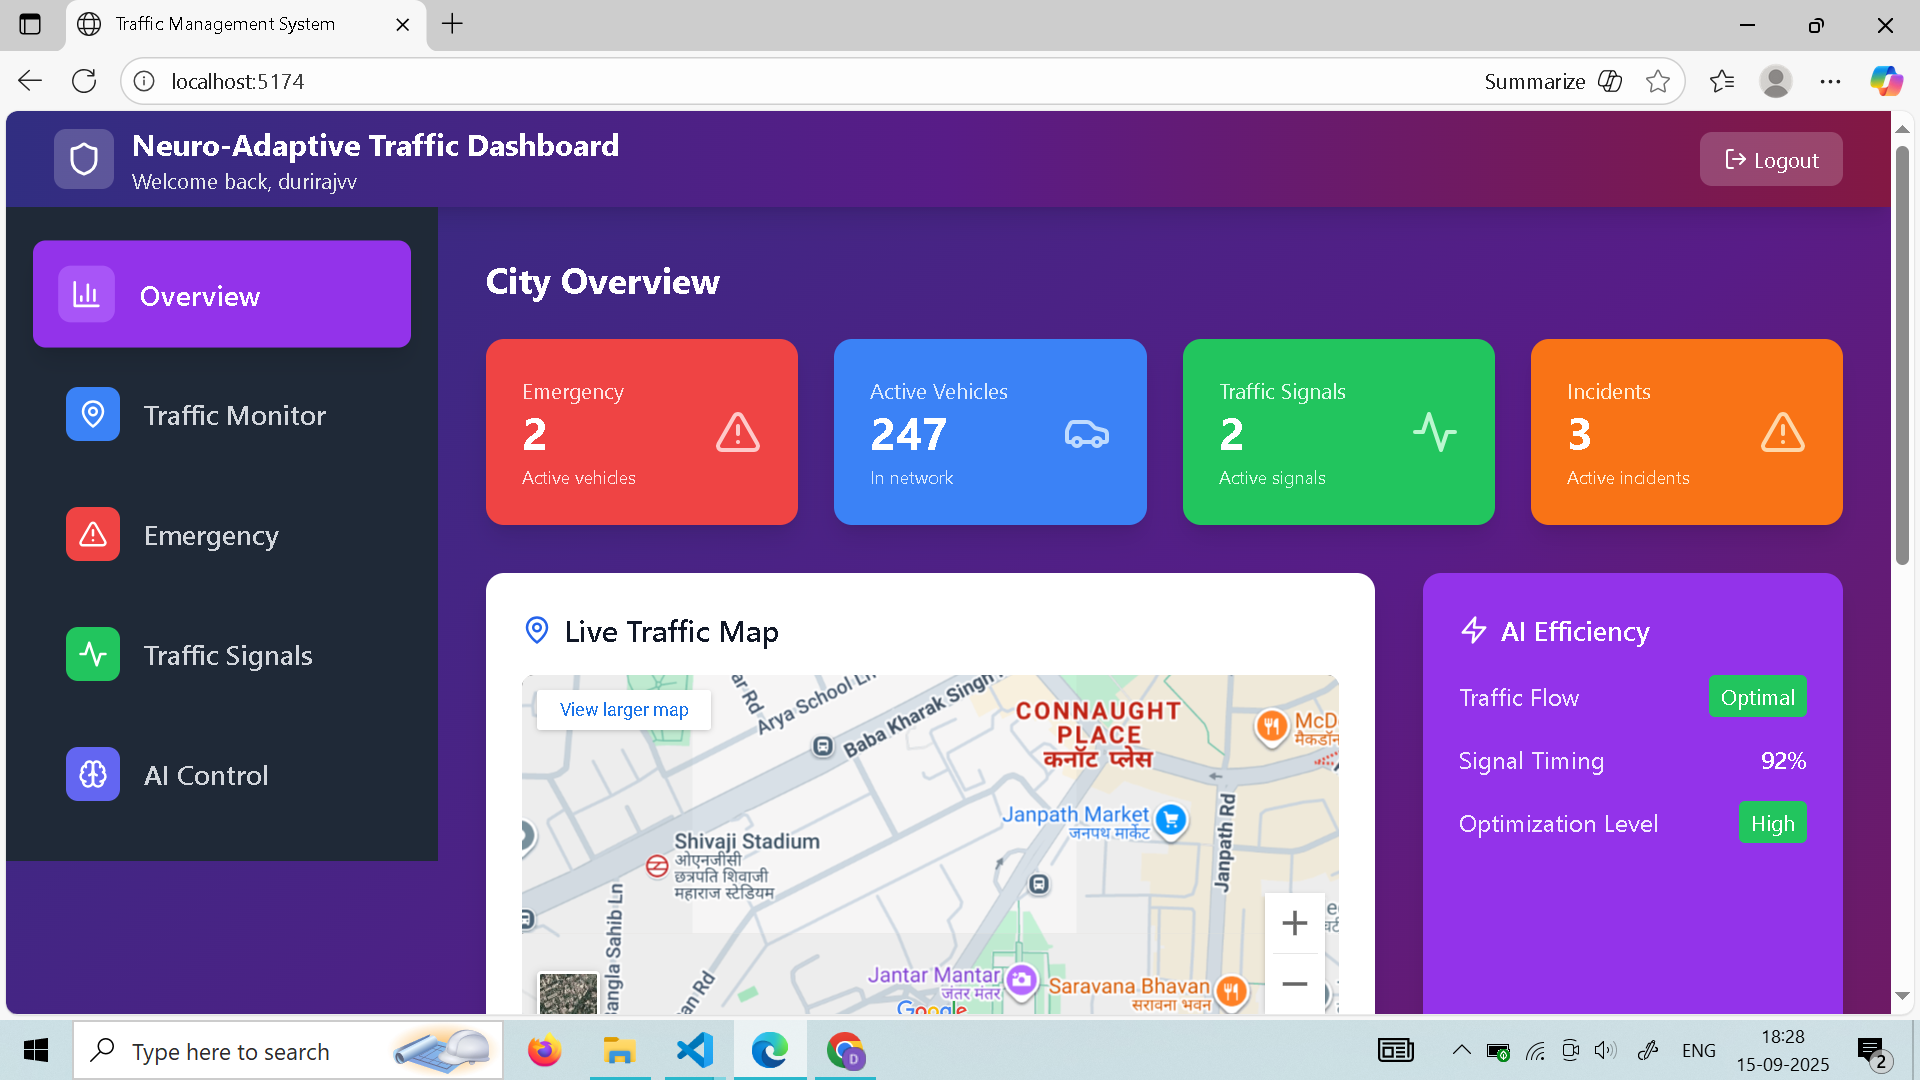 Traffic Management System
localhost:5174
Summarize
Neuro-Adaptive Traffic Dashboard
Welcome back, durirajvv
Logout
Overview
Traffic Monitor
Emergency
Traffic Signals
AI Control
City Overview
Emergency
2
Active vehicles
Active Vehicles
247
In network
Traffic Signals
2
Active signals
Incidents
3
Active incidents
Live Traffic Map
View larger map
Arya School Ln
Baba Kharak Singh
CONNAUGHT
PLACE
कनॉट प्लेस
McD
मैकडॉन
Janpath Market
जनपथ मार्केट
Janpath Rd
Shivaji Stadium
ओएनजीसी
छत्रपति शिवाजी
महाराज स्टेडियम
Bangla Sahib Ln
Jantar Mantar
जंतर मंतर
Saravana Bhavan
सरावना भवन
Google
AI Efficiency
Traffic Flow
Optimal
Signal Timing
92%
Optimization Level
High
Type here to search
D
ENG
18:28
15-09-2025
2